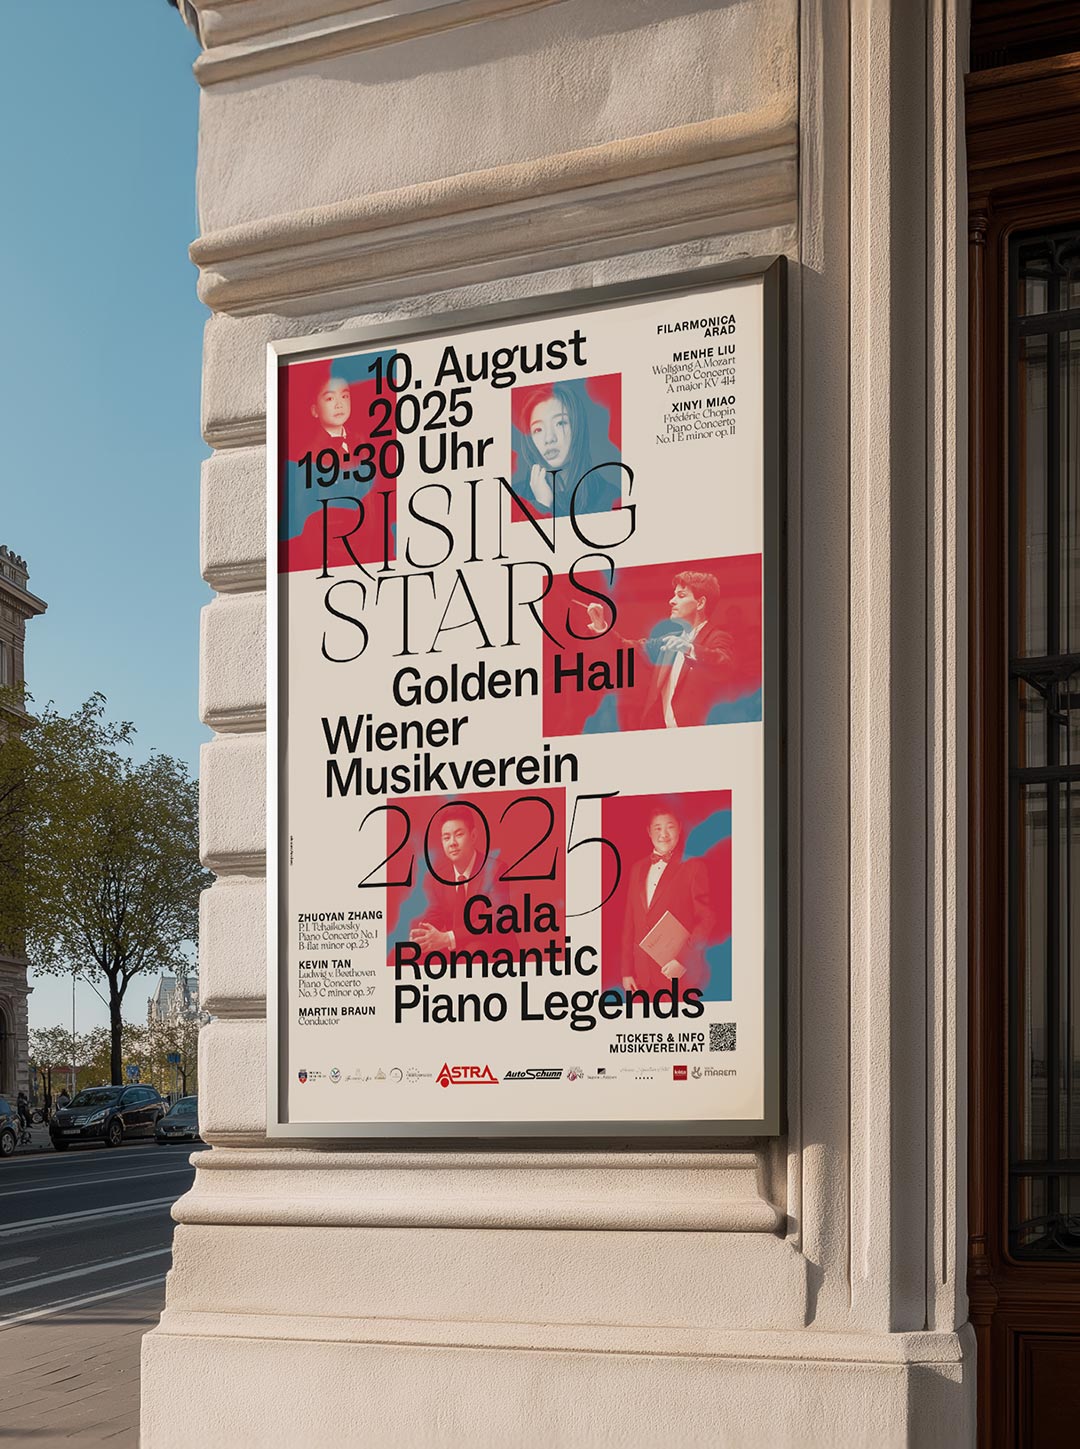 10. August
2025
19:30 Uhr
FILARMONICA
ARAD
MENHE LIU
Wolfgang A. Mozart
Piano Concerto
A major KV 414
XINYI MIAO
Frédéric Chopin
Piano Concerto
No. 1 E minor op. 11
RISING
STARS
Golden Hall
Wiener
Musikverein
2025
Gala
Romantic
Piano Legends
ZHUOYAN ZHANG
P. I. Tchaikovsky
Piano Concerto No. 1
B-flat minor op. 23
KEVIN TAN
Ludwig v. Beethoven
Piano Concerto
No. 3 C minor op. 37
MARTIN BRAUN
Conductor
TICKETS & INFO
MUSIKVEREIN.AT
ASTRA
AutoSchunn
MAREM